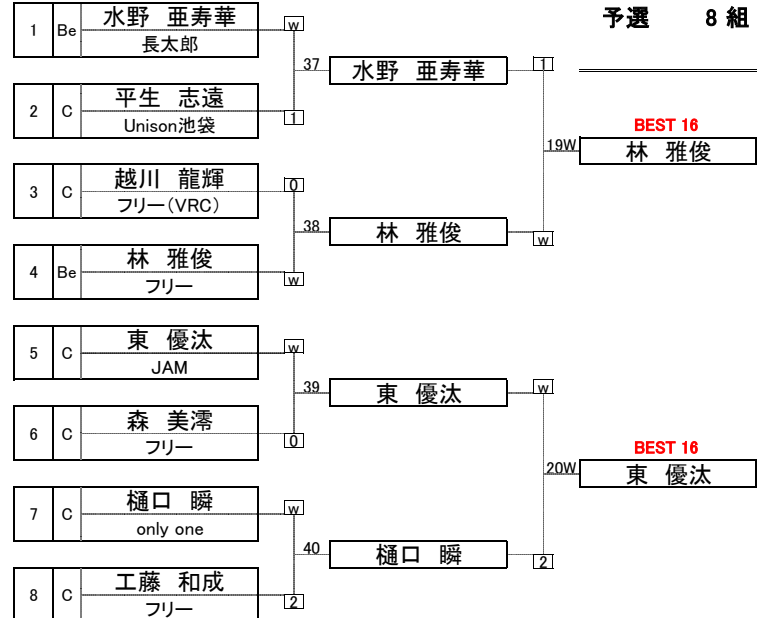 予選 8 組
1 Be 水野 亜寿華 w
長太郎
37 水野 亜寿華 1
2 C 平生 志遠
Unison池袋 1
BEST 16
19W 林 雅俊
3 C 越川 龍輝 0
フリー(VRC)
38 林 雅俊 w
4 Be 林 雅俊
フリー w
5 C 東 優汰 w
JAM
39 東 優汰 w
6 C 森 美澪
フリー 0
BEST 16
20W 東 優汰
7 C 樋口 瞬 w
only one
40 樋口 瞬 2
8 C 工藤 和成
フリー 2